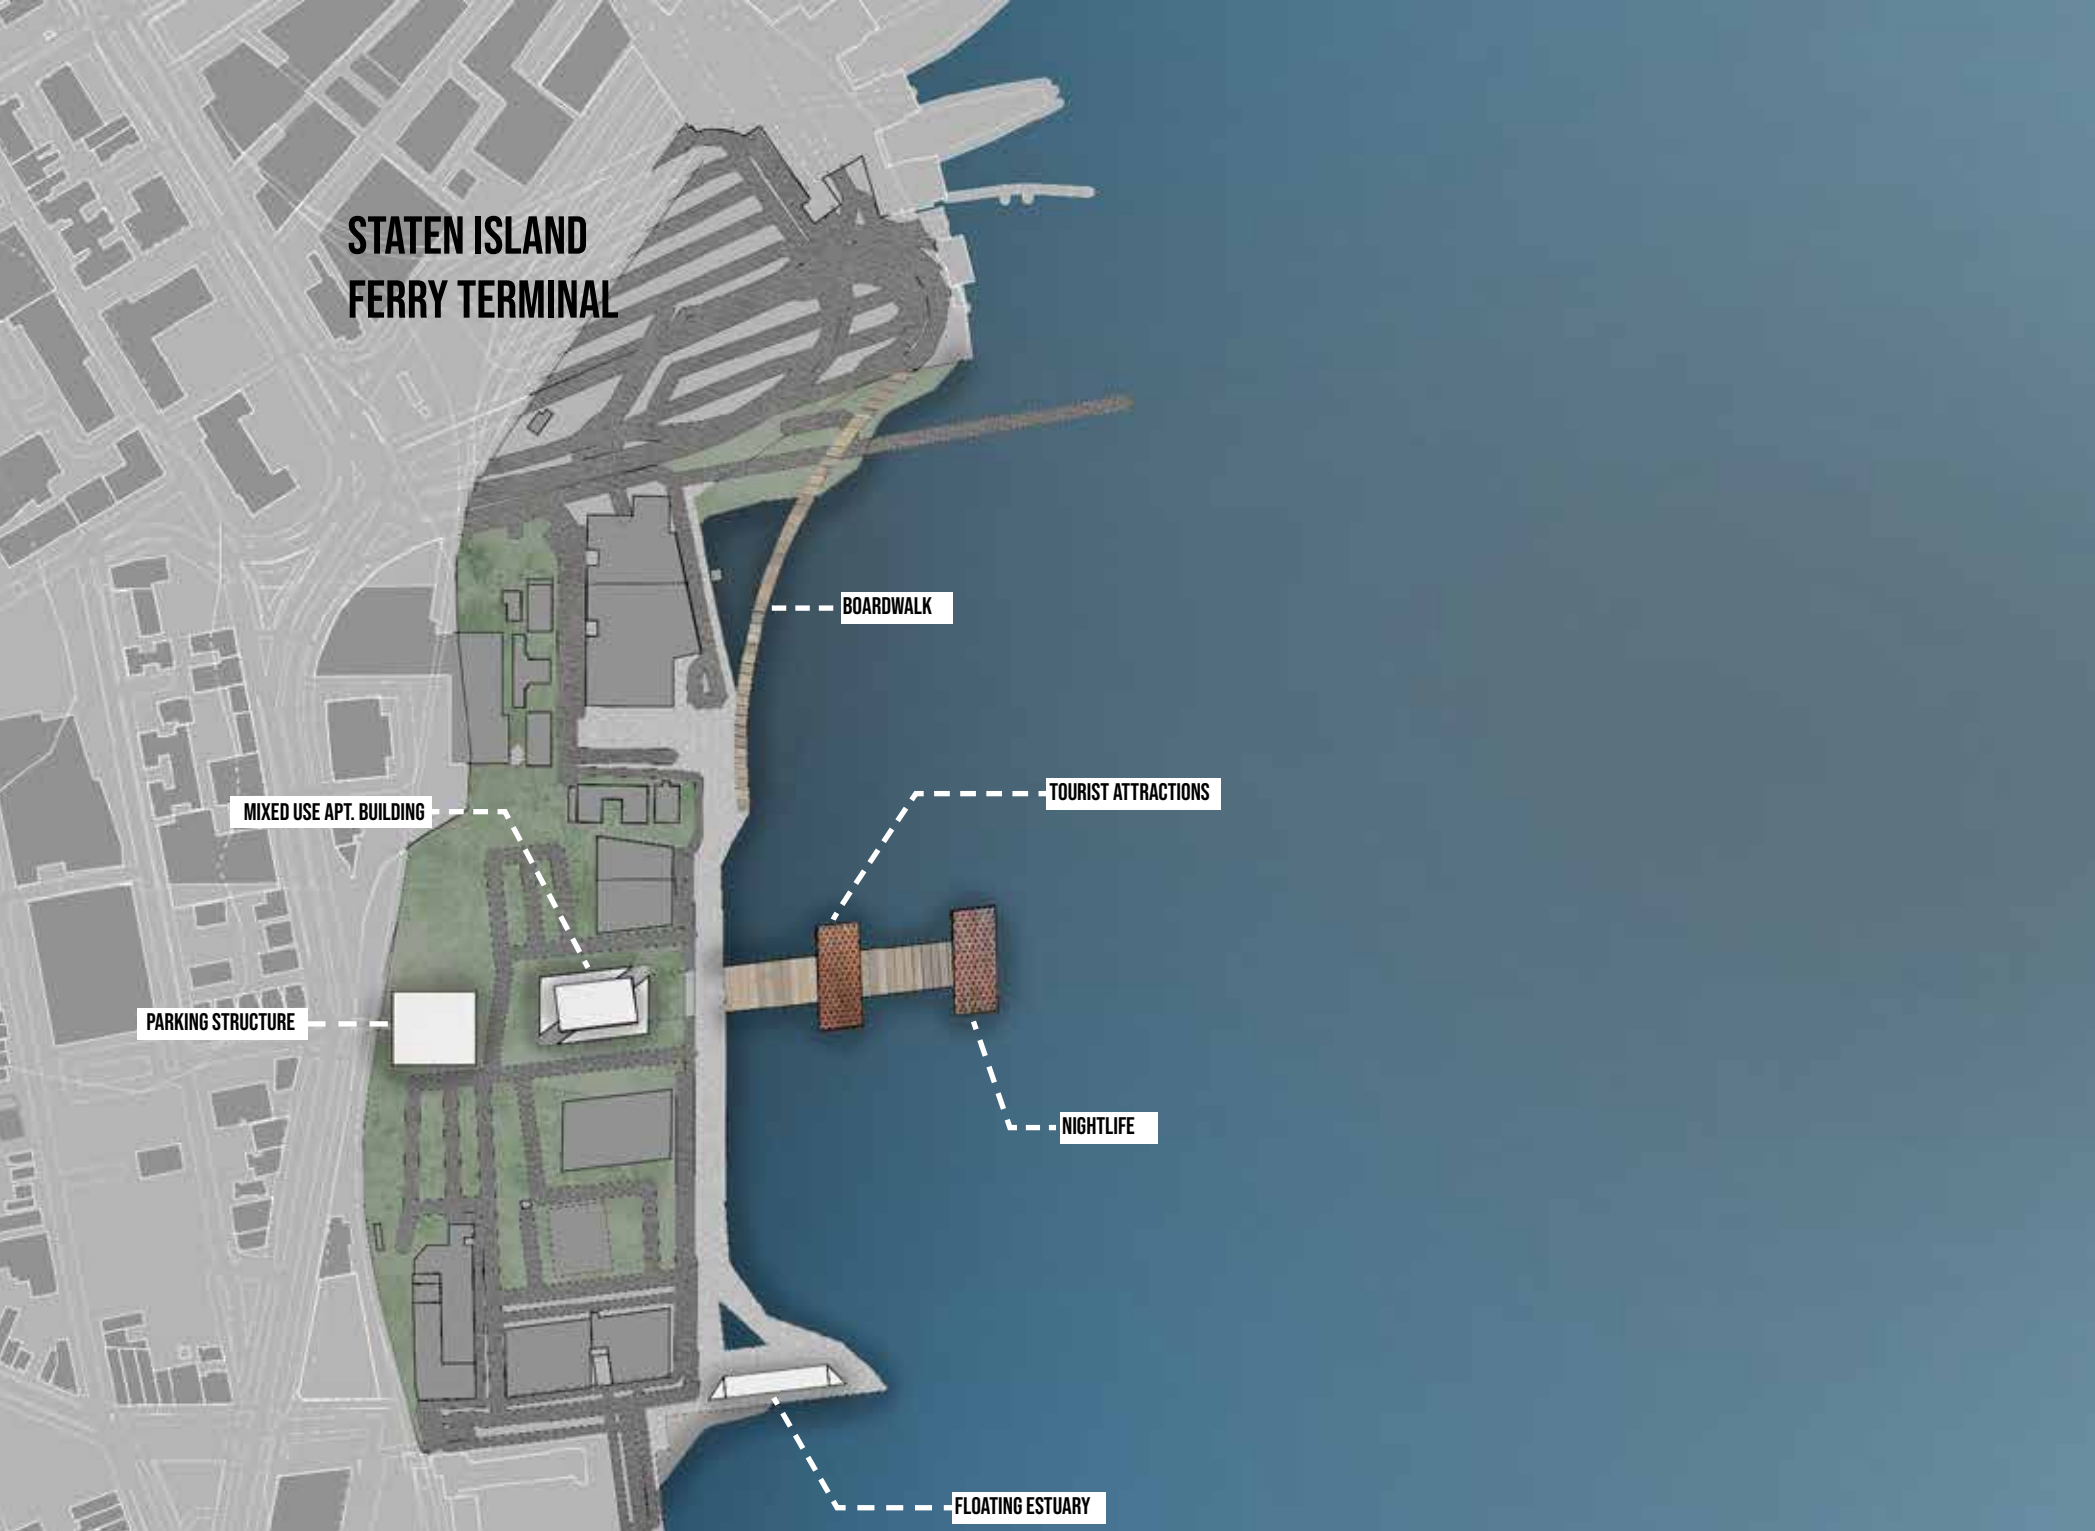 STATEN ISLAND
FERRY TERMINAL
BOARDWALK
TOURIST ATTRACTIONS
MIXED USE APT. BUILDING
PARKING STRUCTURE
NIGHTLIFE
FLOATING ESTUARY